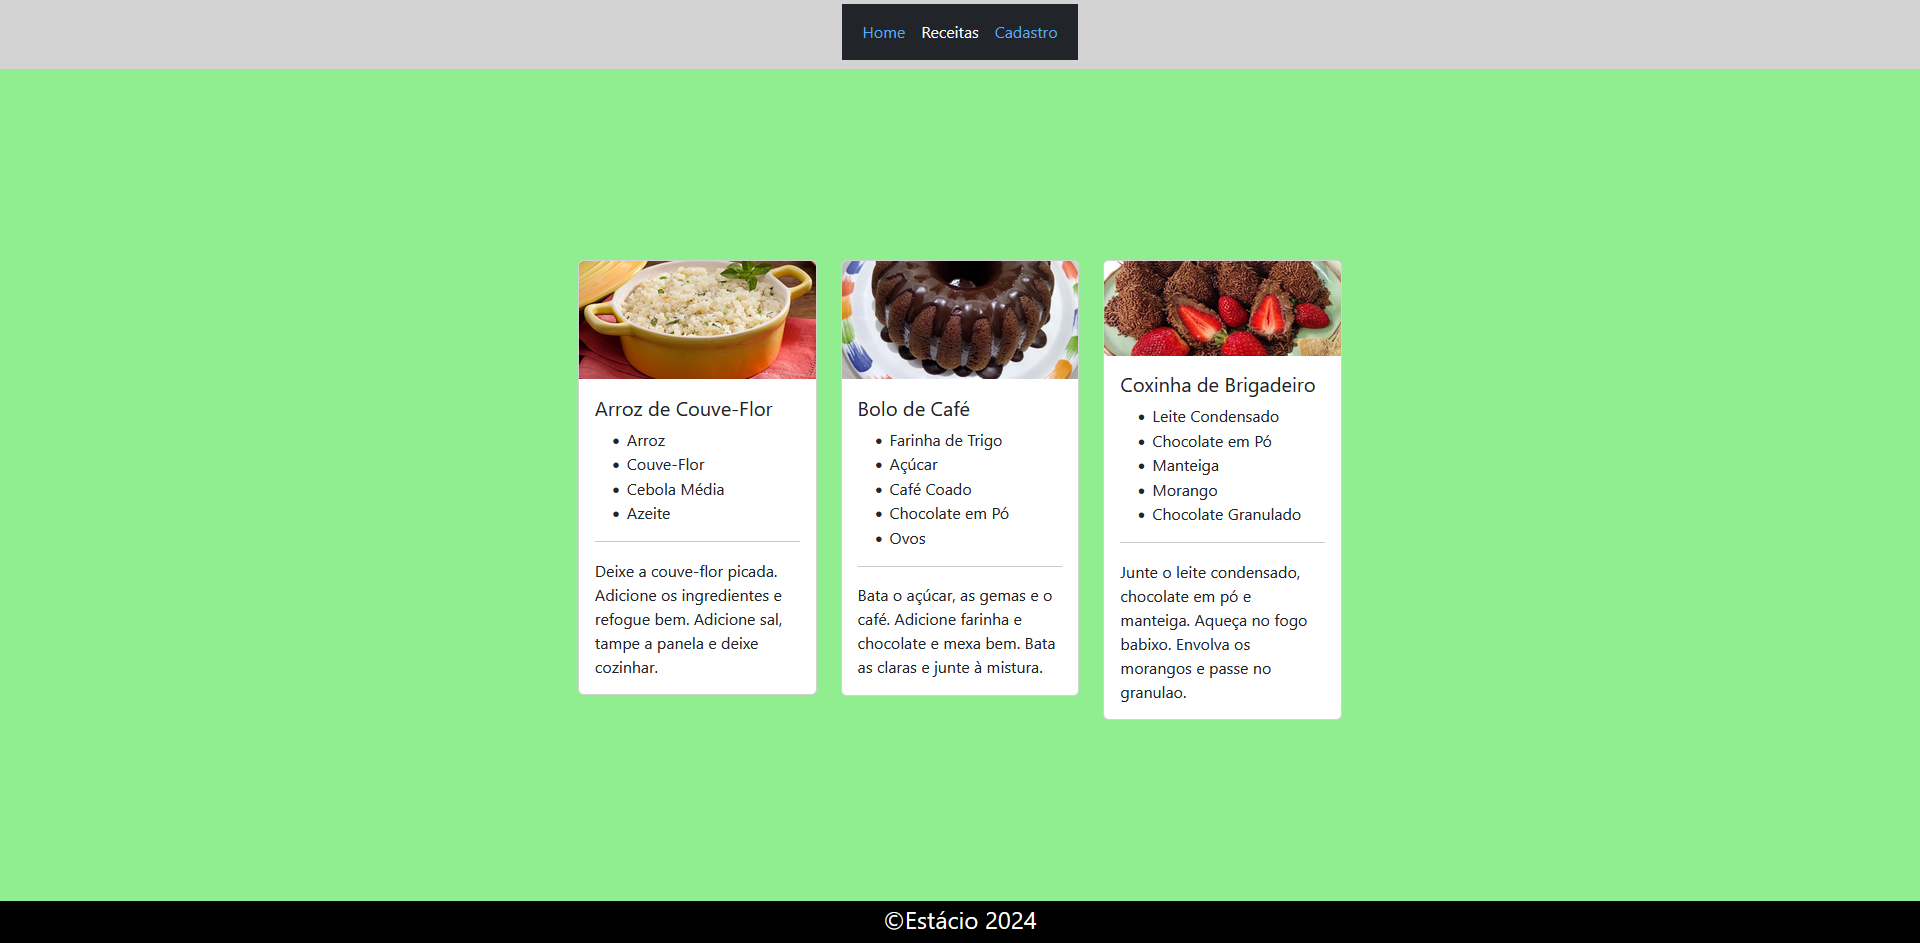 Home Receitas Cadastro
Arroz de Couve-Flor
Arroz
Couve-Flor
Cebola Média
Azeite
Deixe a couve-flor picada.
Adicione os ingredientes e
refogue bem. Adicione sal,
tampe a panela e deixe
cozinhar.
Bolo de Café
Farinha de Trigo
Açúcar
Café Coado
Chocolate em Pó
Ovos
Bata o açúcar, as gemas e o
café. Adicione farinha e
chocolate e mexa bem. Bata
as claras e junte à mistura.
Coxinha de Brigadeiro
Leite Condensado
Chocolate em Pó
Manteiga
Morango
Chocolate Granulado
Junte o leite condensado,
chocolate em pó e
manteiga. Aqueça no fogo
babixo. Envolva os
morangos e passe no
granulao.
©Estácio 2024